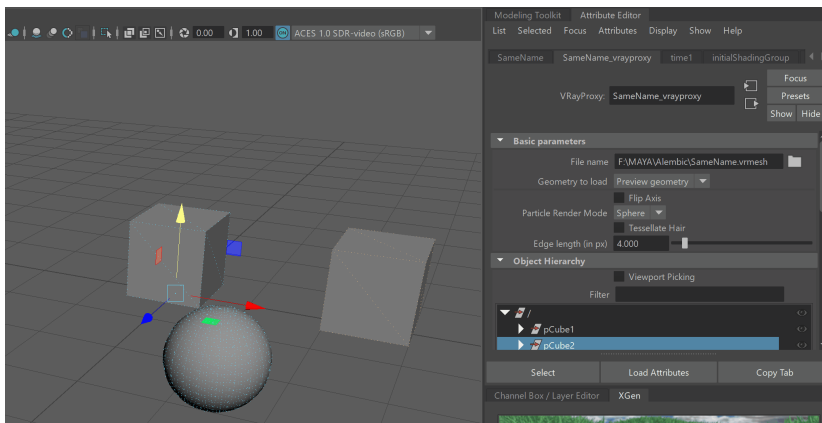 Modeling Toolkit Attribute Editor
List Selected Focus Attributes Display Show Help
0.00 1.00 ON ACES 1.0 SDR-video (sRGB)
SameName SameName_vrayproxy time1 initialShadingGroup
Focus
VRayProxy: SameName_vrayproxy Presets
Show Hide
Basic parameters
File name F:\MAYA\Alembic\SameName.vrmesh
Geometry to load Preview geometry
Flip Axis
Particle Render Mode Sphere
Tessellate Hair
Edge length (in px) 4.000
Object Hierarchy
Viewport Picking
Filter
/
pCube1
pCube2
Select Load Attributes Copy Tab
Channel Box / Layer Editor XGen